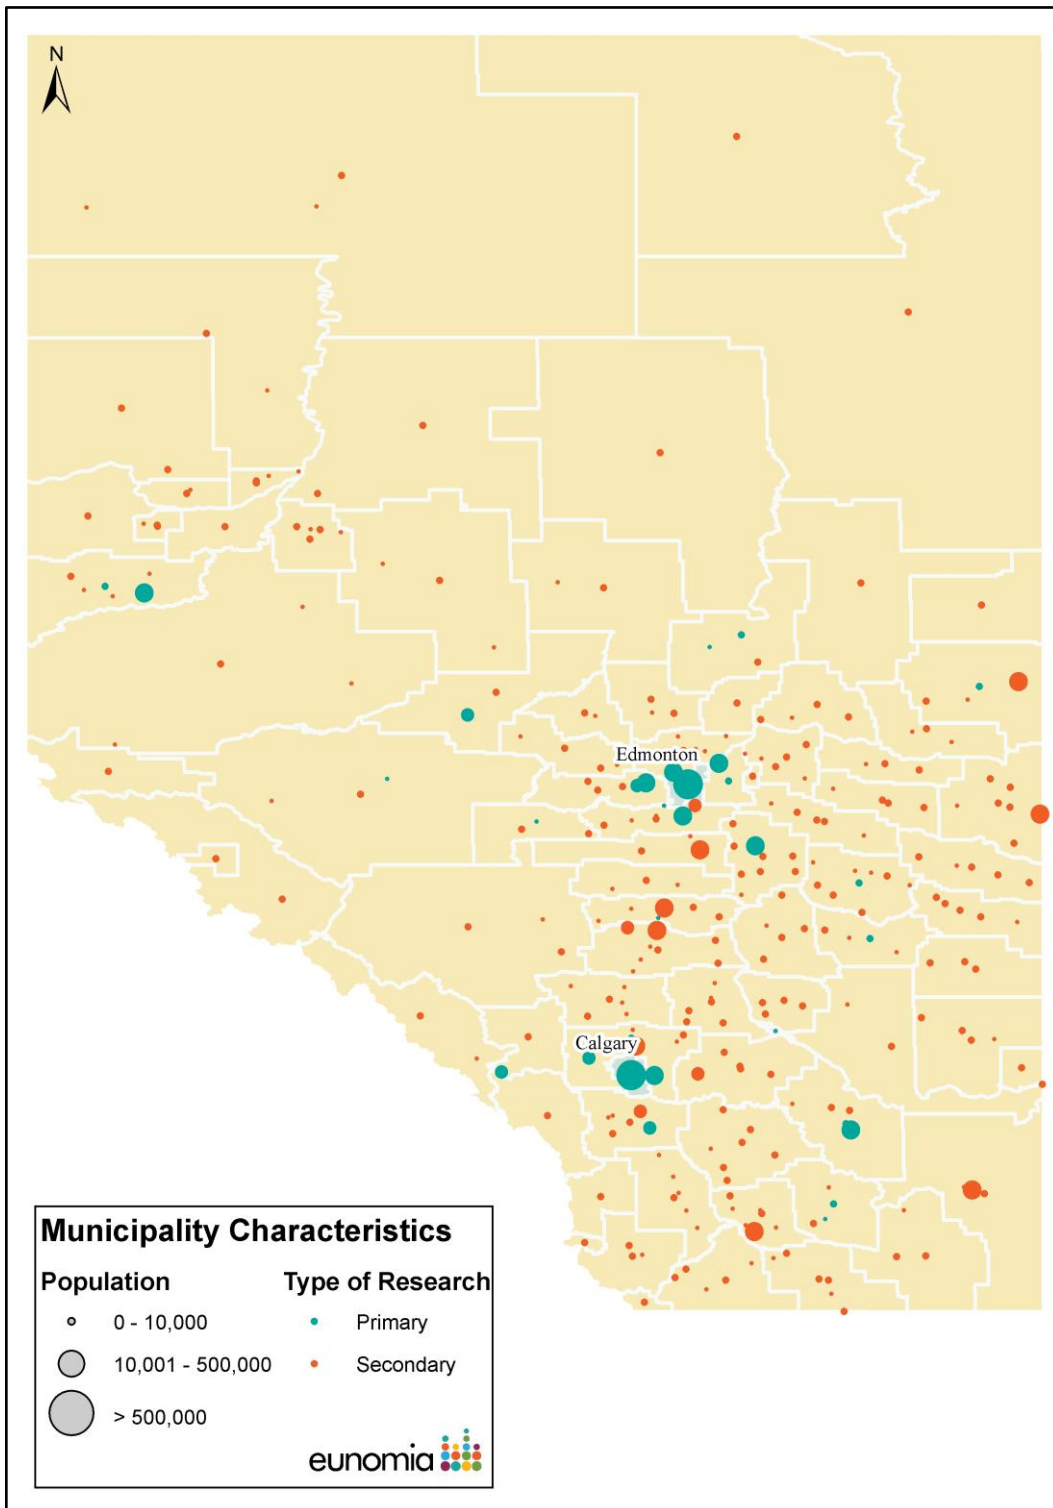 N
Edmonton
Calgary
Municipality Characteristics
Population
Type of Research
0 - 10,000
Primary
10,001 - 500,000
Secondary
> 500,000
eunomia